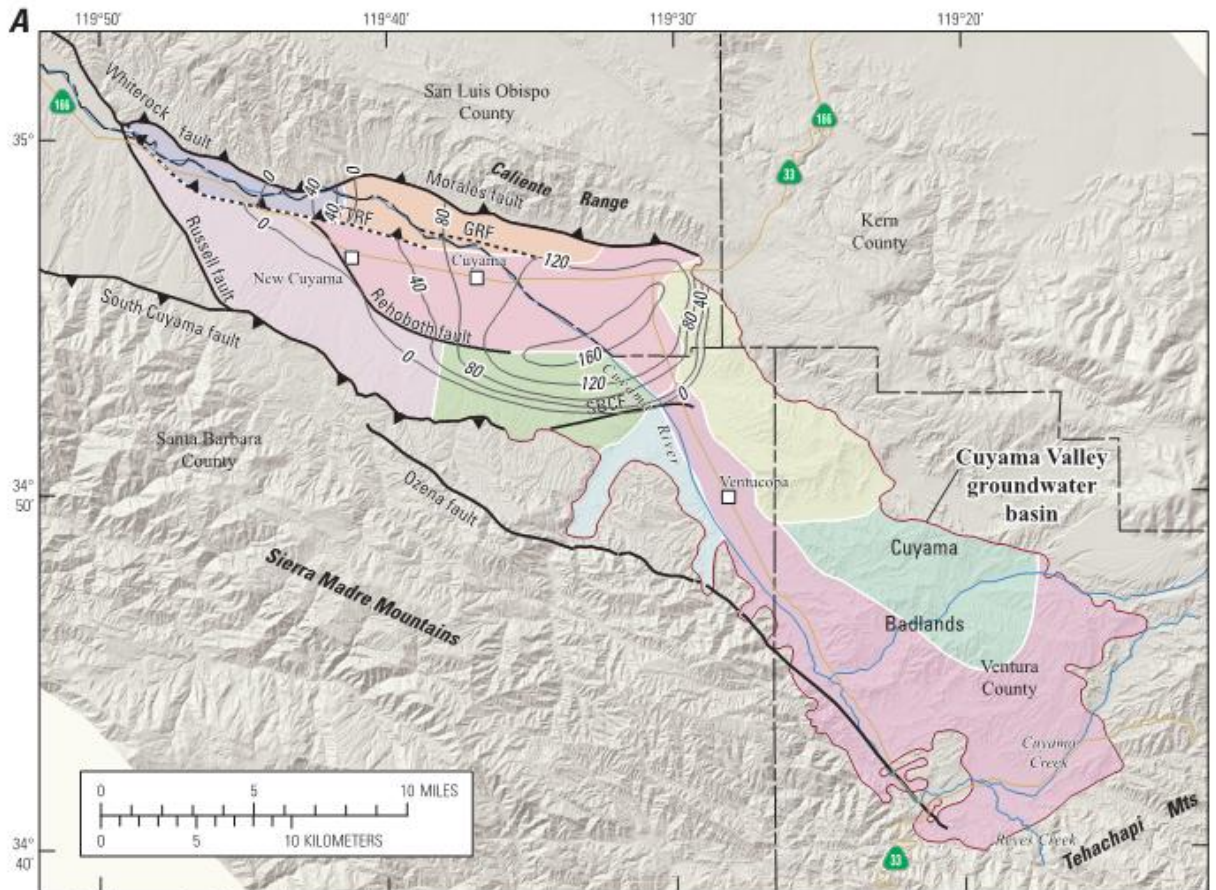 A
119°50'
119°40'
119°30'
119°20'
35°
34°
50'
34°
40'
166
166
33
33
San Luis Obispo
County
Kern
County
Santa Barbara
County
Ventura
County
Whiterock fault
Morales fault
Caliente Range
TRF
GRF
Russell fault
South Cuyama fault
Rehoboth fault
SBCF
Ozena fault
New Cuyama
Cuyama
Ventucopa
Cuyama River
Sierra Madre Mountains
Cuyama Valley
groundwater
basin
Cuyama
Badlands
Cuyama
Creek
Reyes Creek
Tehachapi Mts
0
40
0
40
0
80
120
40
0
80
160
120
80
40
0
0 5 10 MILES
0 5 10 KILOMETERS